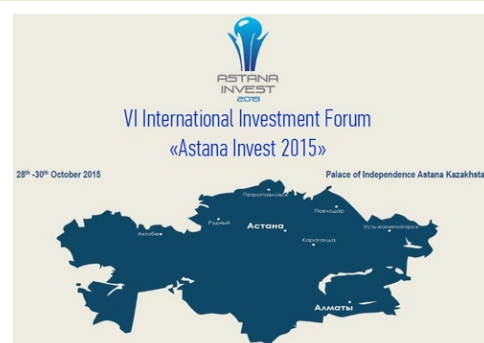 ASTANA
INVEST
2015
VI International Investment Forum
«Astana Invest 2015»
28th -30th October 2015
Palace of Independence Astana Kazakhsta
Петропавловск
Павлодар
Рудный
Усть-каменогорск
Астана
Актобе
Караганда
Алматы